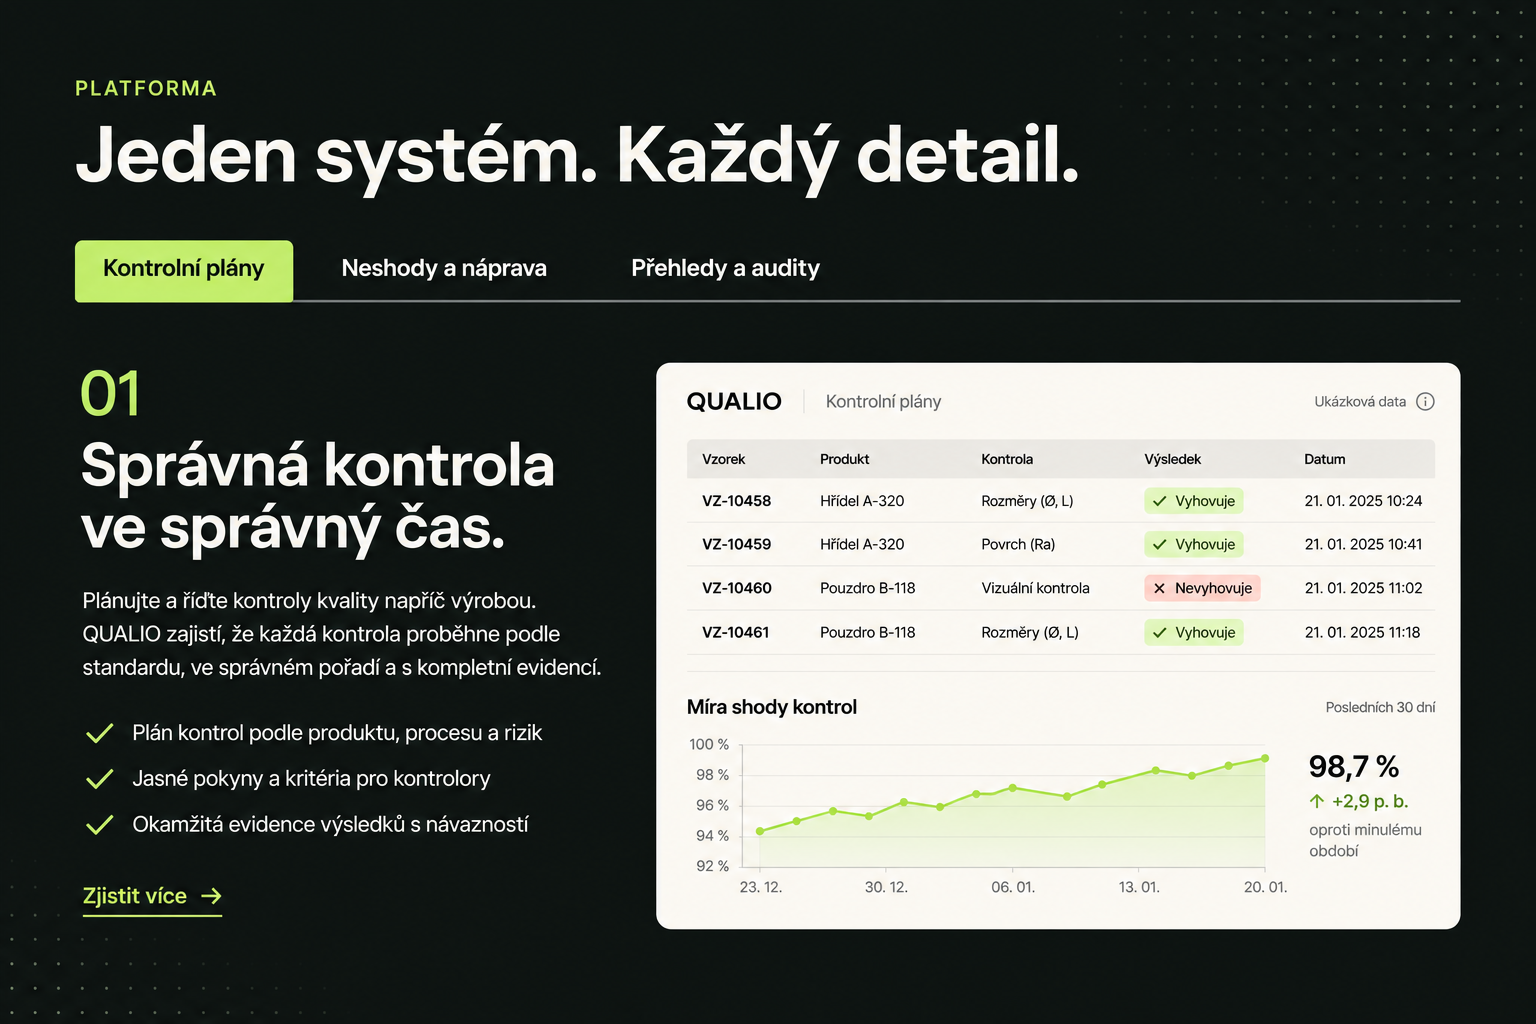 PLATFORMA
Jeden systém. Každý detail.
Kontrolní plány
Neshody a náprava
Přehledy a audity
01
Správná kontrola
ve správný čas.
Plánujte a říďte kontroly kvality napříč výrobou.
QUALIO zajistí, že každá kontrola proběhne podle
standardu, ve správném pořadí a s kompletní evidencí.
Plán kontrol podle produktu, procesu a rizik
Jasné pokyny a kritéria pro kontrolory
Okamžitá evidence výsledků s návazností
Zjistit více →
QUALIO | Kontrolní plány
Ukázková data
Vzorek Produkt Kontrola Výsledek Datum
VZ-10458 Hřídel A-320 Rozměry (Ø, L) Vyhovuje 21. 01. 2025 10:24
VZ-10459 Hřídel A-320 Povrch (Ra) Vyhovuje 21. 01. 2025 10:41
VZ-10460 Pouzdro B-118 Vizuální kontrola Nevyhovuje 21. 01. 2025 11:02
VZ-10461 Pouzdro B-118 Rozměry (Ø, L) Vyhovuje 21. 01. 2025 11:18
Míra shody kontrol
Posledních 30 dní
100 %
98 %
96 %
94 %
92 %
23. 12. 30. 12. 06. 01. 13. 01. 20. 01.
98,7 %
↑ +2,9 p. b.
oproti minulému
období